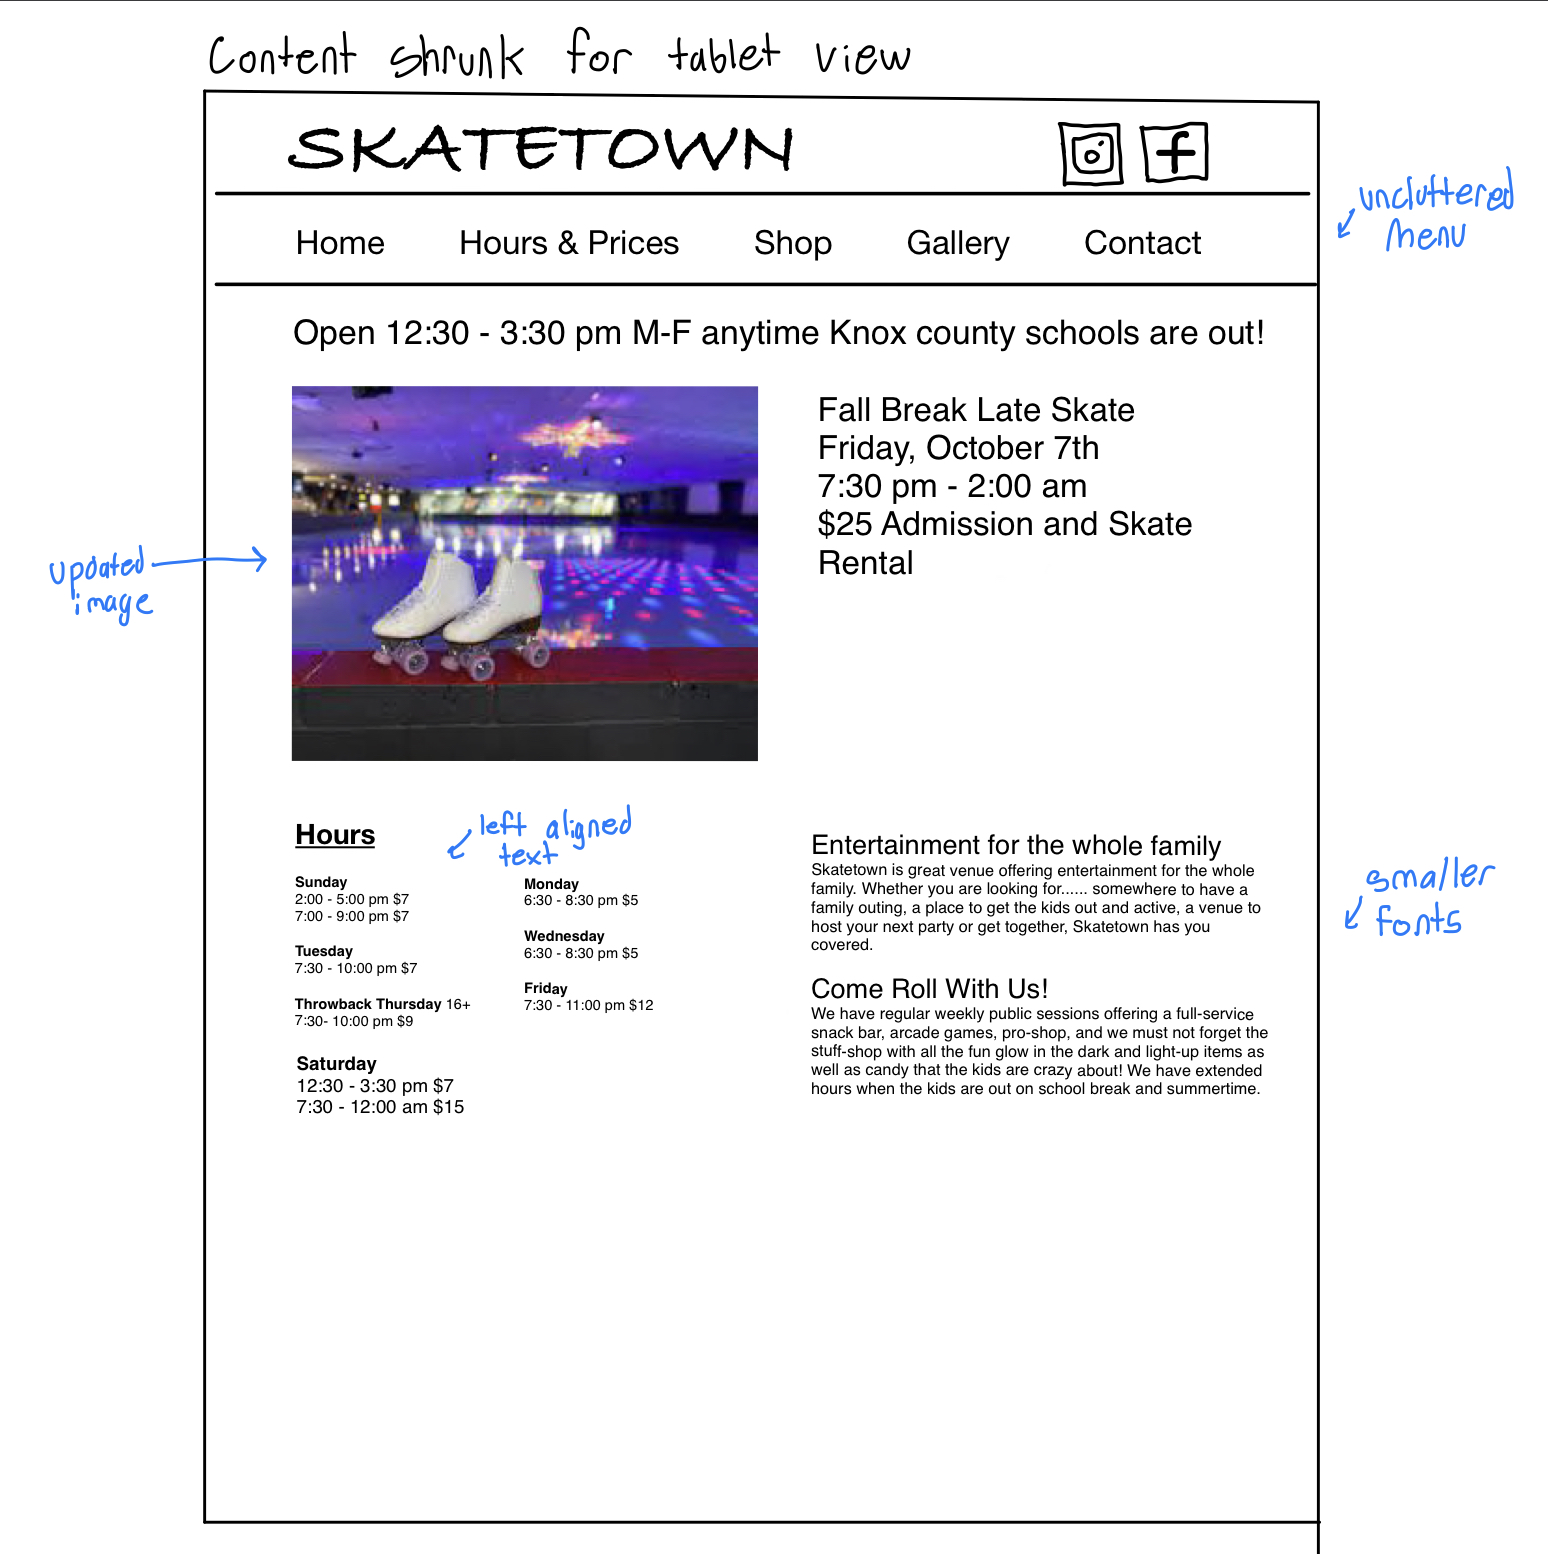 Content shrunk for tablet view
SKATETOWN
f
Home Hours & Prices Shop Gallery Contact
uncluttered
menu
Open 12:30 - 3:30 pm M-F anytime Knox county schools are out!
Fall Break Late Skate
Friday, October 7th
7:30 pm - 2:00 am
$25 Admission and Skate
Rental
updated
image
Hours
left aligned
text
Sunday
2:00 - 5:00 pm $7
7:00 - 9:00 pm $7
Tuesday
7:30 - 10:00 pm $7
Throwback Thursday 16+
7:30- 10:00 pm $9
Saturday
12:30 - 3:30 pm $7
7:30 - 12:00 am $15
Monday
6:30 - 8:30 pm $5
Wednesday
6:30 - 8:30 pm $5
Friday
7:30 - 11:00 pm $12
Entertainment for the whole family
Skatetown is great venue offering entertainment for the whole
family. Whether you are looking for...... somewhere to have a
family outing, a place to get the kids out and active, a venue to
host your next party or get together, Skatetown has you
covered.
Come Roll With Us!
We have regular weekly public sessions offering a full-service
snack bar, arcade games, pro-shop, and we must not forget the
stuff-shop with all the fun glow in the dark and light-up items as
well as candy that the kids are crazy about! We have extended
hours when the kids are out on school break and summertime.
smaller
fonts